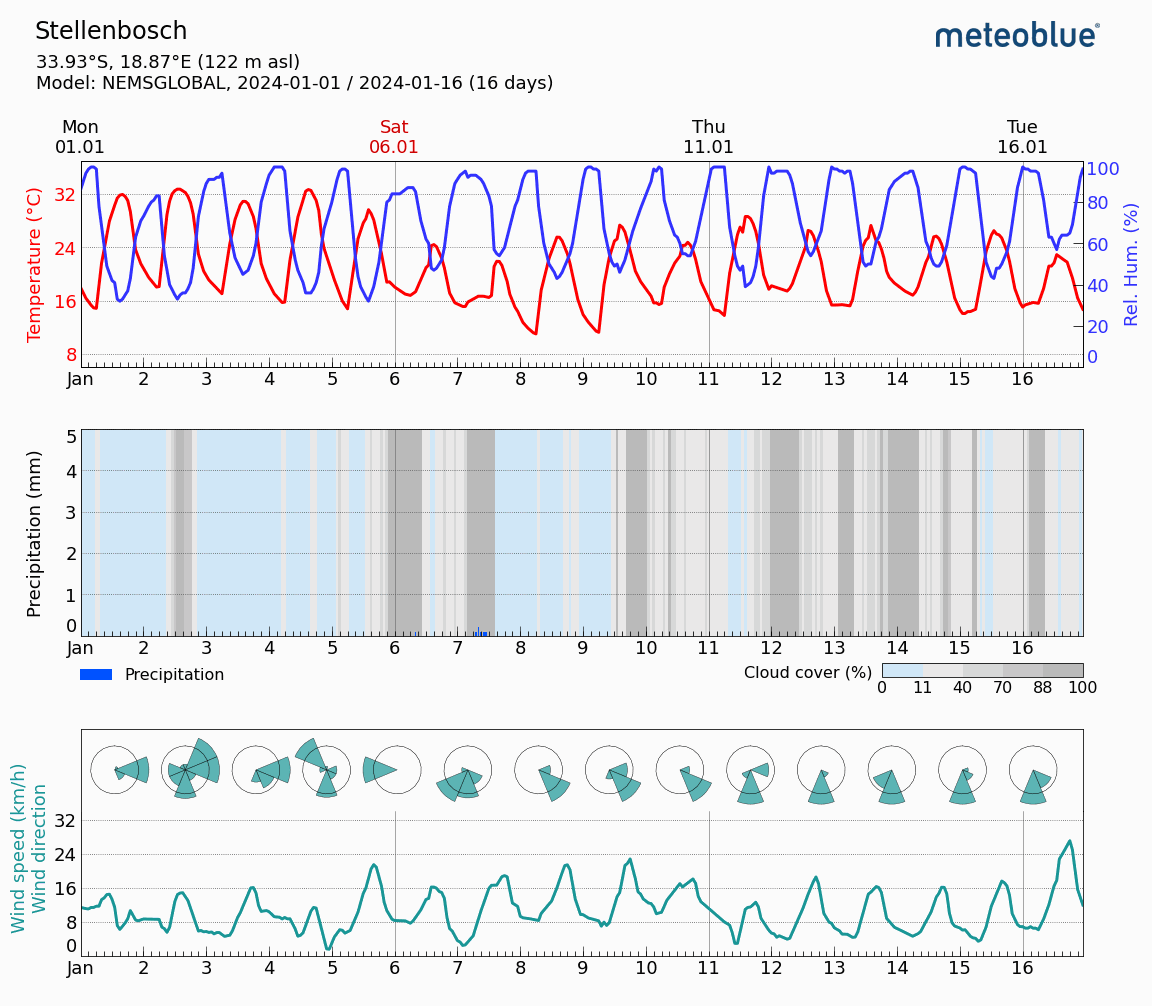 Stellenbosch
meteoblue®
33.93°S, 18.87°E (122 m asl)
Model: NEMSGLOBAL, 2024-01-01 / 2024-01-16 (16 days)
Mon Sat Thu Tue
01.01 06.01 11.01 16.01
Temperature (°C)
32
24
16
8
Rel. Hum. (%)
100
80
60
40
20
0
Jan 2 3 4 5 6 7 8 9 10 11 12 13 14 15 16
Precipitation (mm)
5
4
3
2
1
0
Jan 2 3 4 5 6 7 8 9 10 11 12 13 14 15 16
Precipitation
Cloud cover (%)
0 11 40 70 88 100
Wind speed (km/h)
Wind direction
32
24
16
8
0
Jan 2 3 4 5 6 7 8 9 10 11 12 13 14 15 16